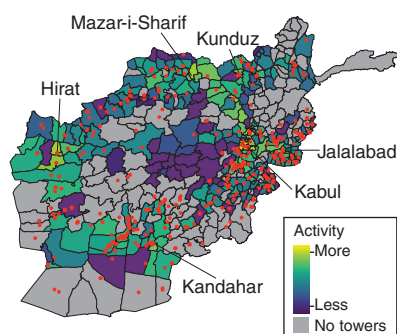 Mazar-i-Sharif
Kunduz
Hirat
Jalalabad
Kabul
Kandahar
Activity
More
Less
No towers